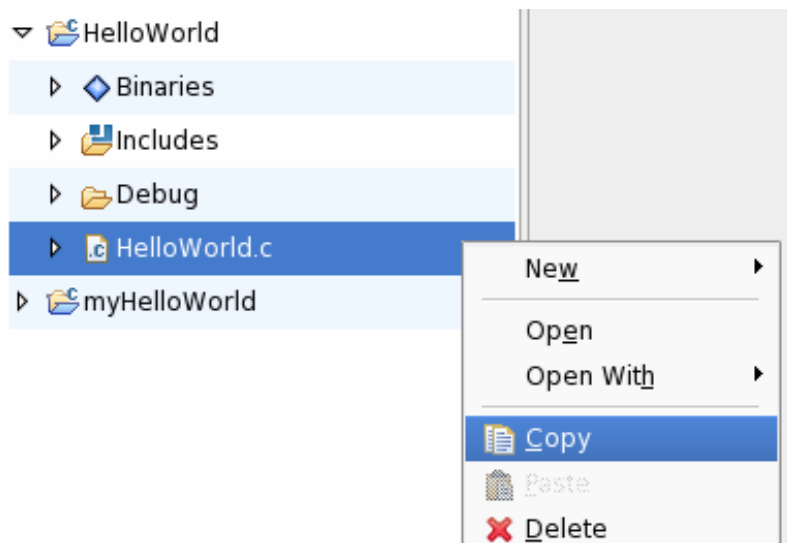 HelloWorld
Binaries
Includes
Debug
HelloWorld.c
myHelloWorld
New
Open
Open With
Copy
Paste
Delete